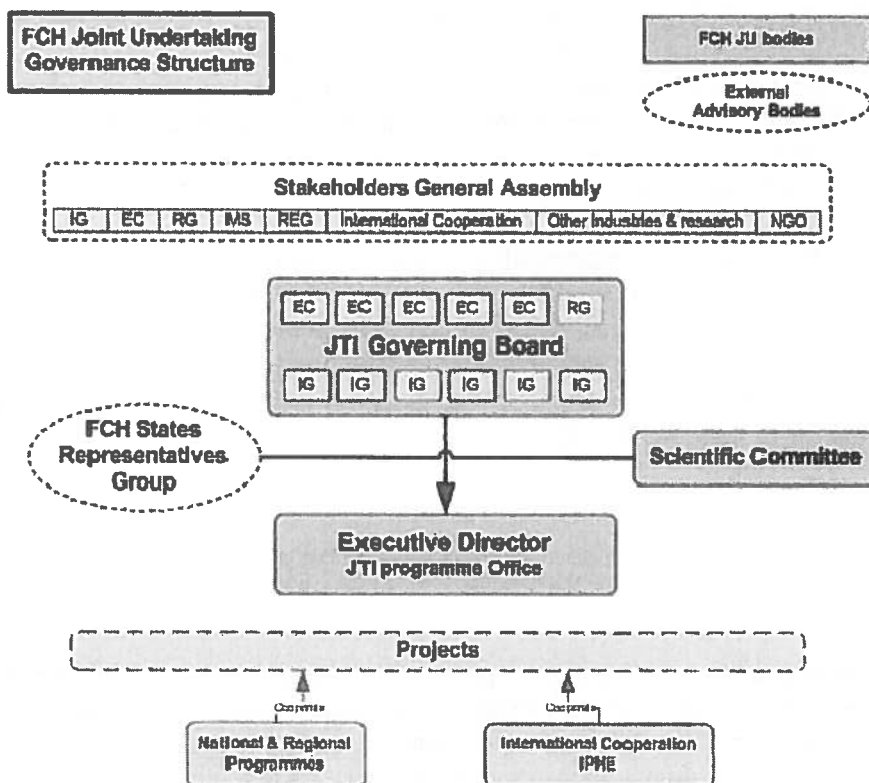 FCH Joint Undertaking
Governance Structure
FCH JU bodies
External
Advisory Bodies
Stakeholders General Assembly
IG EC RG IMS REG International Cooperation Other Industries & research NGO
EC EC EC EC EC RG
JTI Governing Board
IG IG IG IG IG IG
FCH States
Representatives
Group
Scientific Committee
Executive Director
JTI programme Office
Projects
Cooperate Cooperate
National & Regional
Programmes
International Cooperation
IPHE